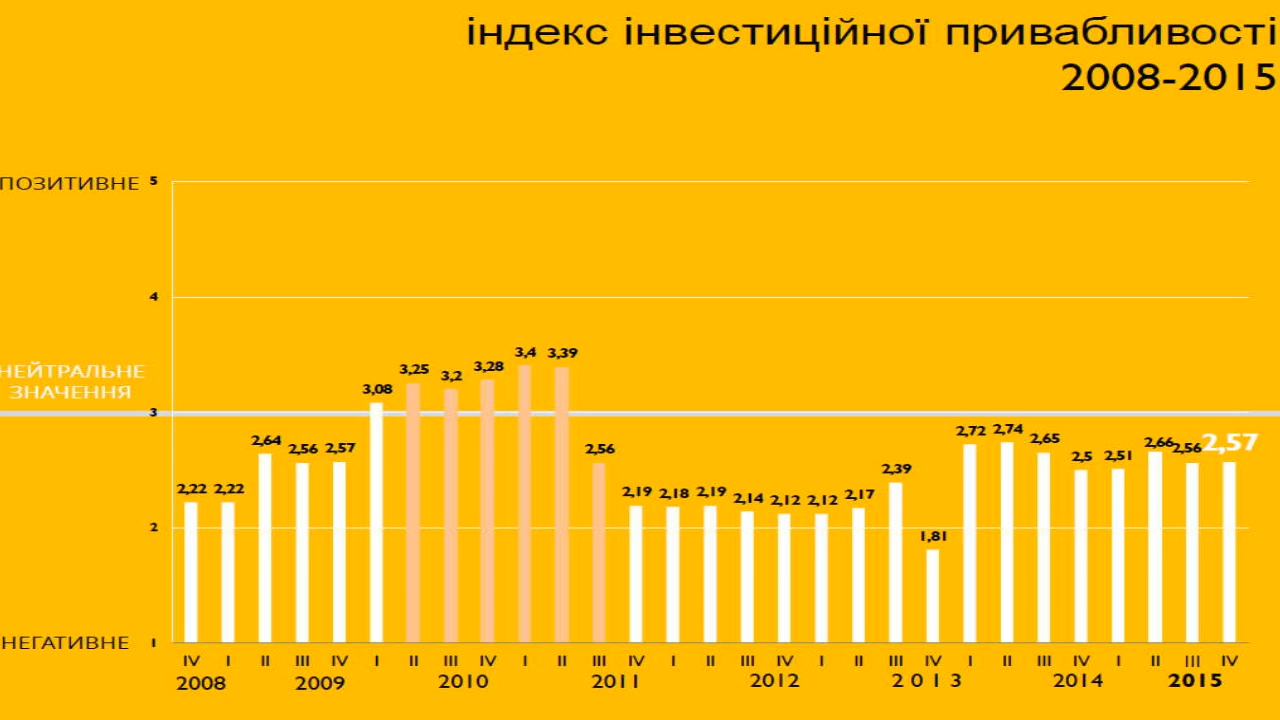 індекс інвестиційної привабливості
2008-2015
ПОЗИТИВНЕ 5
4
НЕЙТРАЛЬНЕ
ЗНАЧЕННЯ
3
2
НЕГАТИВНЕ 1
2,22 2,22 2,64 2,56 2,57 3,08 3,25 3,2 3,28 3,4 3,39 2,56 2,19 2,18 2,19 2,14 2,12 2,12 2,17 2,39 1,81 2,72 2,74 2,65 2,5 2,51 2,66 2,56 2,57
IV I II III IV I II III IV I II III IV I II III IV I II III IV I II III IV I II III IV
2008 2009 2010 2011 2012 2 0 1 3 2014 2015